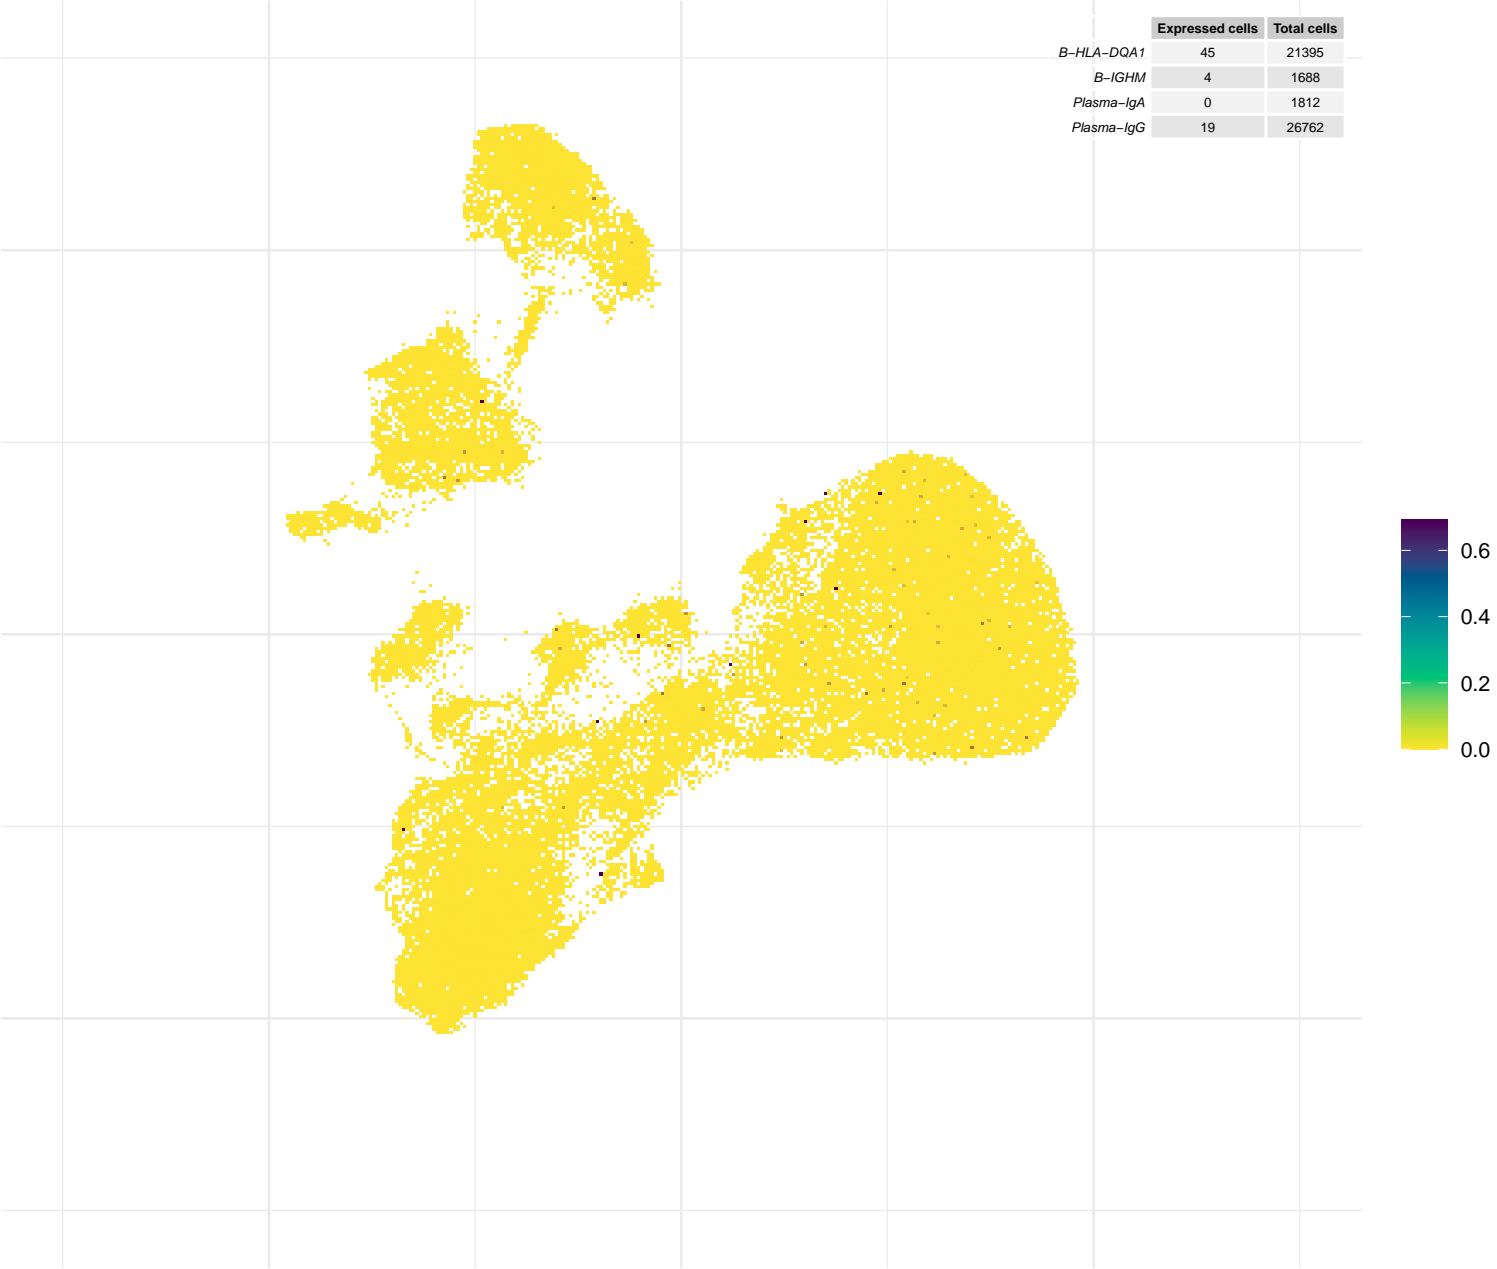 Expressed cells Total cells
B−HLA−DQA1 45 21395
B−IGHM 4 1688
Plasma−IgA 0 1812
Plasma−IgG 19 26762
0.6
0.4
0.2
0.0